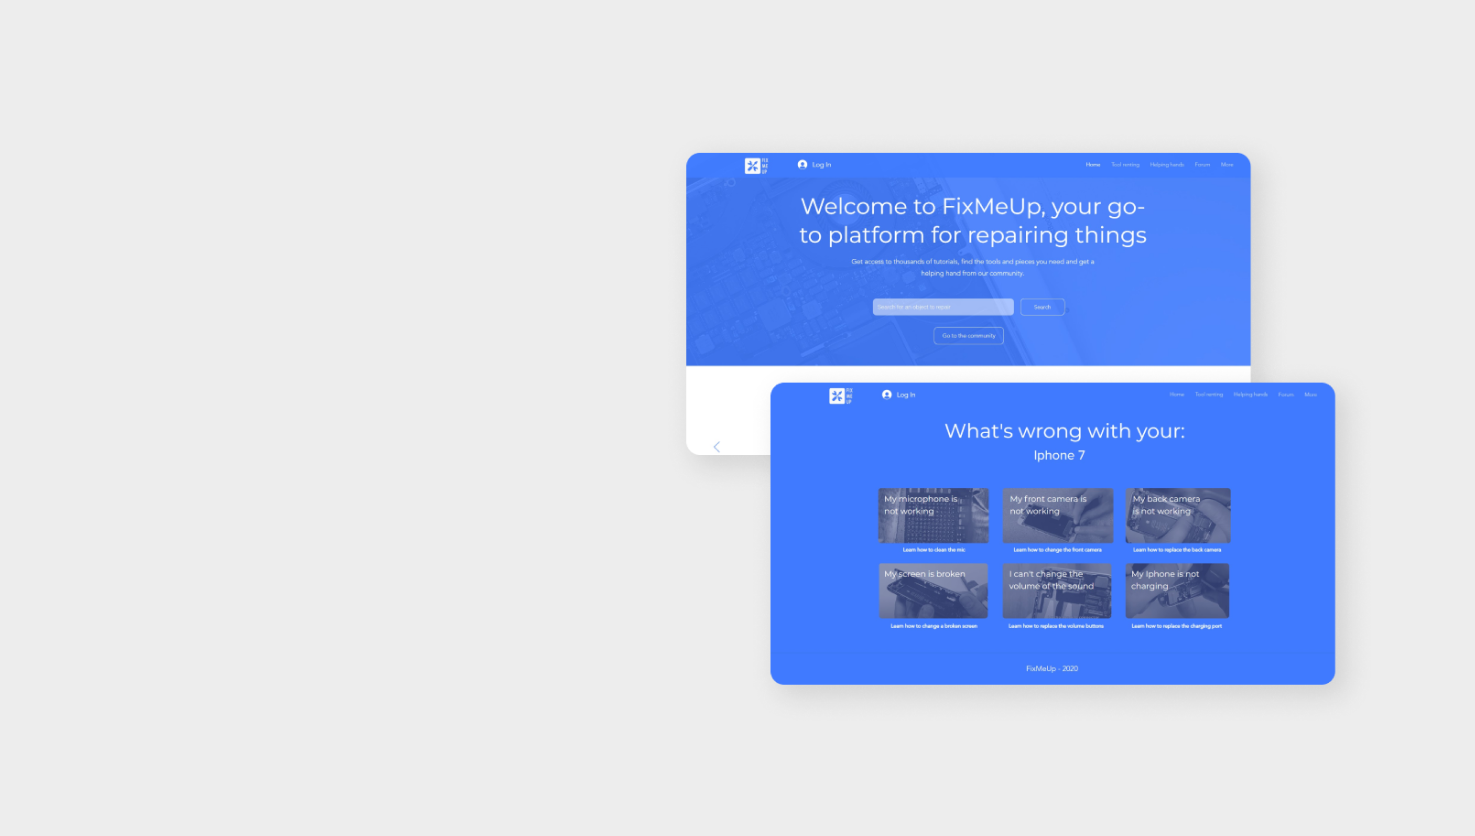 FIX
ME
UP
Log In
Home
Tool renting
Helping hands
Forum
More
Welcome to FixMeUp, your go-
to platform for repairing things
Get access to thousands of tutorials, find the tools and pieces you need and get a
helping hand from our community.
Search for an object to repair
Search
Go to the community
FIX
ME
UP
Log In
Home
Tool renting
Helping hands
Forum
More
What's wrong with your:
Iphone 7
My microphone is
not working
My front camera is
not working
My back camera
is not working
Learn how to clean the mic
Learn how to change the front camera
Learn how to replace the back camera
My screen is broken
I can't change the
volume of the sound
My Iphone is not
charging
Learn how to change a broken screen
Learn how to replace the volume buttons
Learn how to replace the charging port
FixMeUp - 2020